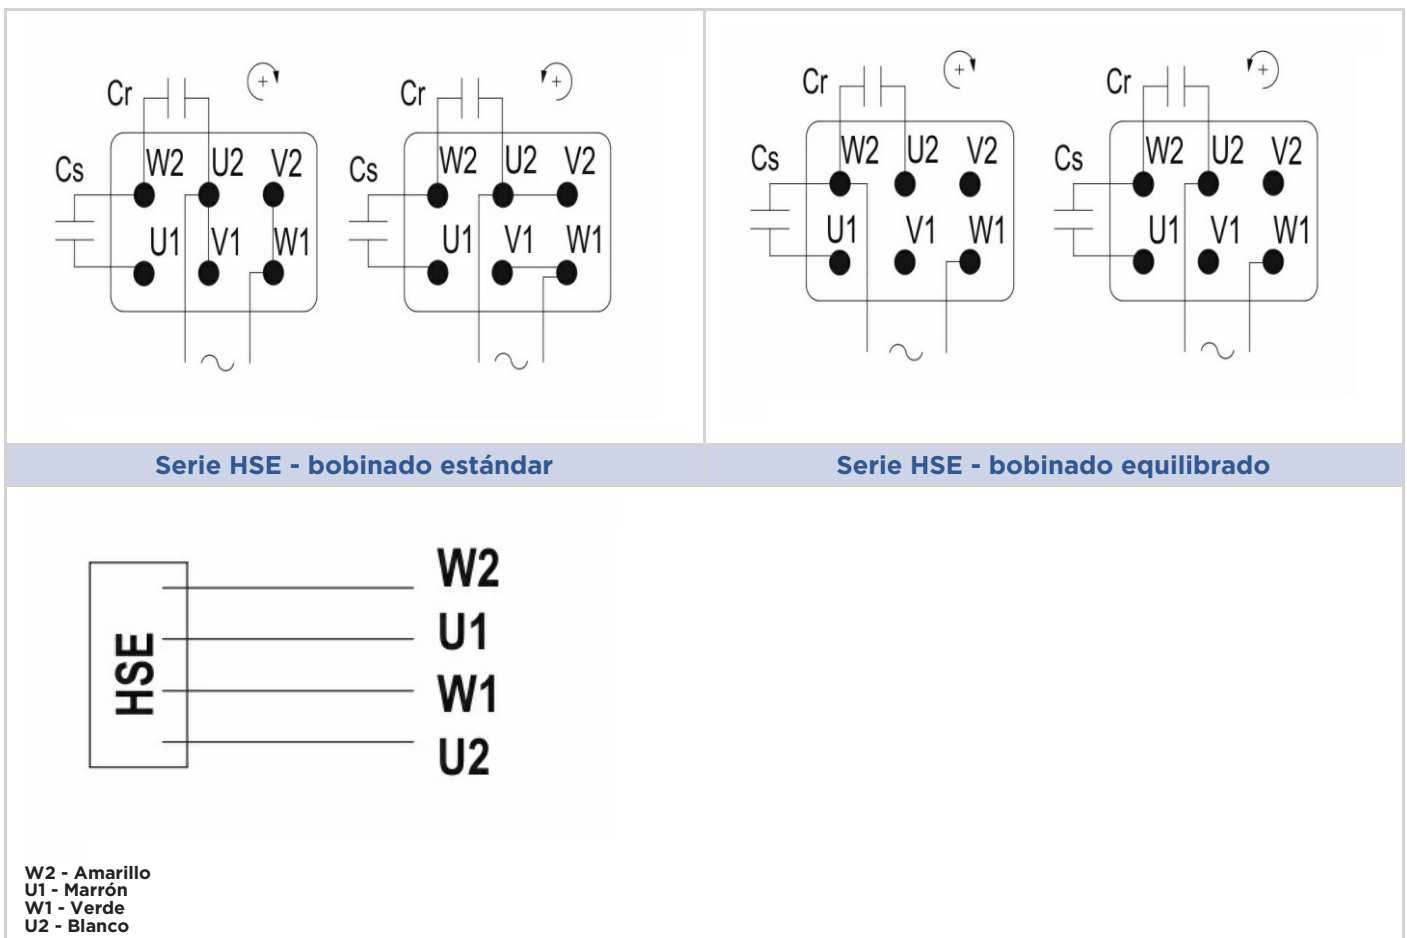 Cr
Cs
W2 U2 V2
U1 V1 W1
Cr
Cs
W2 U2 V2
U1 V1 W1
Cr
Cs
W2 U2 V2
U1 V1 W1
Cr
Cs
W2 U2 V2
U1 V1 W1
Serie HSE - bobinado estándar
Serie HSE - bobinado equilibrado
HSE
W2
U1
W1
U2
W2 - Amarillo
U1 - Marrón
W1 - Verde
U2 - Blanco